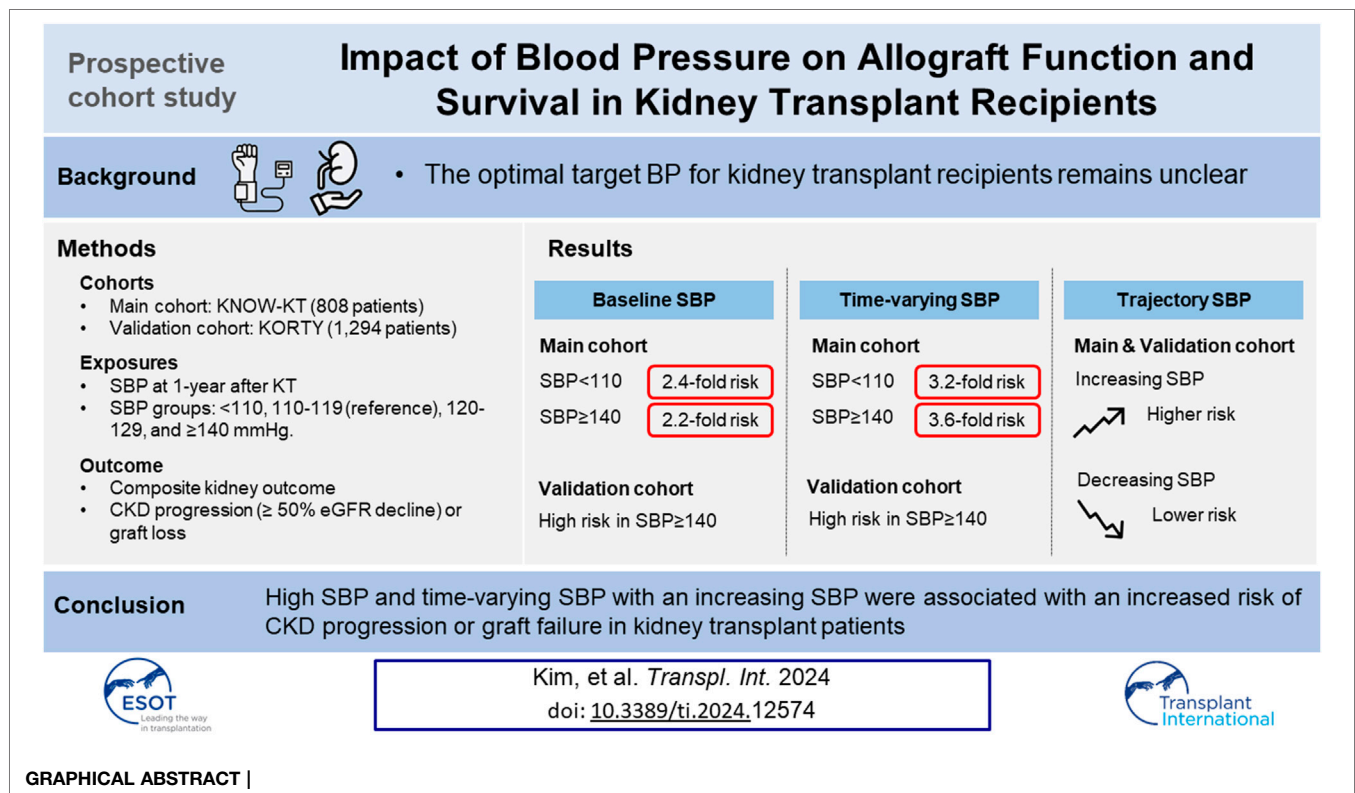 Prospective
cohort study
Impact of Blood Pressure on Allograft Function and
Survival in Kidney Transplant Recipients
Background
• The optimal target BP for kidney transplant recipients remains unclear
Methods
Cohorts
• Main cohort: KNOW-KT (808 patients)
• Validation cohort: KORTY (1,294 patients)
Exposures
• SBP at 1-year after KT
• SBP groups: <110, 110-119 (reference), 120-
129, and ≥140 mmHg.
Outcome
• Composite kidney outcome
• CKD progression (≥ 50% eGFR decline) or
graft loss
Results
Baseline SBP
Main cohort
SBP<110 2.4-fold risk
SBP≥140 2.2-fold risk
Validation cohort
High risk in SBP≥140
Time-varying SBP
Main cohort
SBP<110 3.2-fold risk
SBP≥140 3.6-fold risk
Validation cohort
High risk in SBP≥140
Trajectory SBP
Main & Validation cohort
Increasing SBP
Higher risk
Decreasing SBP
Lower risk
Conclusion
High SBP and time-varying SBP with an increasing SBP were associated with an increased risk of
CKD progression or graft failure in kidney transplant patients
ESOT
Leading the way
in transplantation
Kim, et al. Transpl. Int. 2024
doi: 10.3389/ti.2024.12574
Transplant
International
GRAPHICAL ABSTRACT |